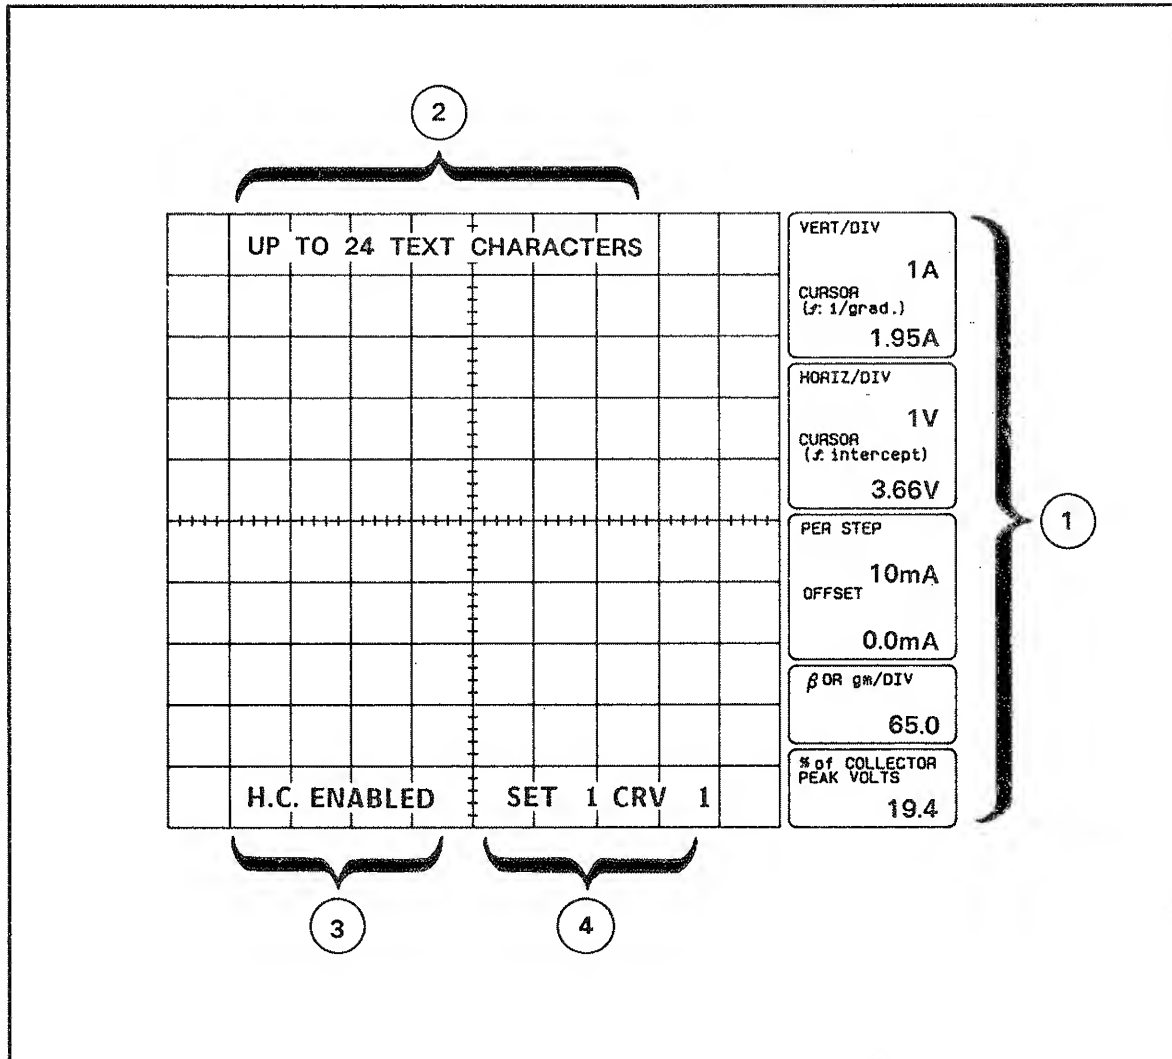 2
UP TO 24 TEXT CHARACTERS
VERT/DIV
1A
CURSOR
(f: 1/grad.)
1.95A
HORIZ/DIV
1V
CURSOR
(f: intercept)
3.66V
PER STEP
10mA
OFFSET
0.0mA
β OR gm/DIV
65.0
% of COLLECTOR
PEAK VOLTS
19.4
1
H.C. ENABLED SET 1 CRV 1
3
4